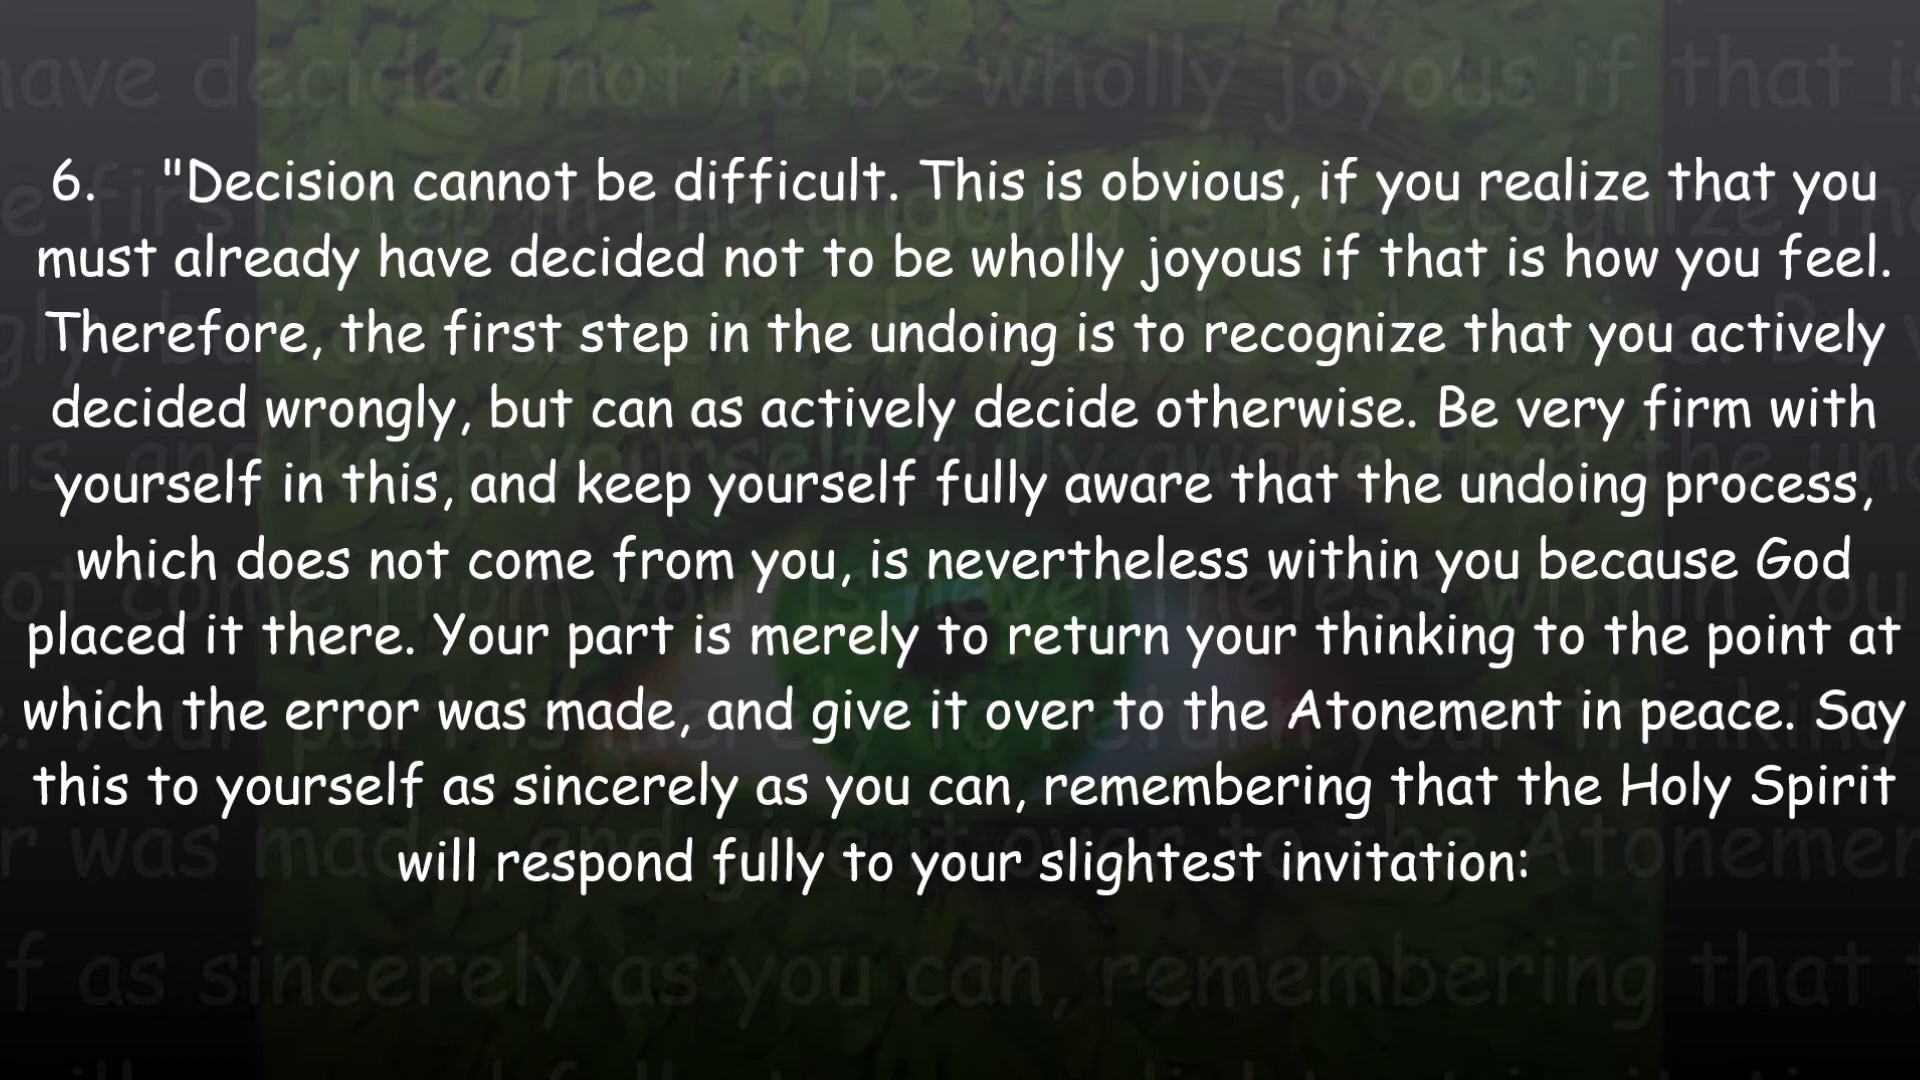 6. "Decision cannot be difficult. This is obvious, if you realize that you
must already have decided not to be wholly joyous if that is how you feel.
Therefore, the first step in the undoing is to recognize that you actively
decided wrongly, but can as actively decide otherwise. Be very firm with
yourself in this, and keep yourself fully aware that the undoing process,
which does not come from you, is nevertheless within you because God
placed it there. Your part is merely to return your thinking to the point at
which the error was made, and give it over to the Atonement in peace. Say
this to yourself as sincerely as you can, remembering that the Holy Spirit
will respond fully to your slightest invitation: